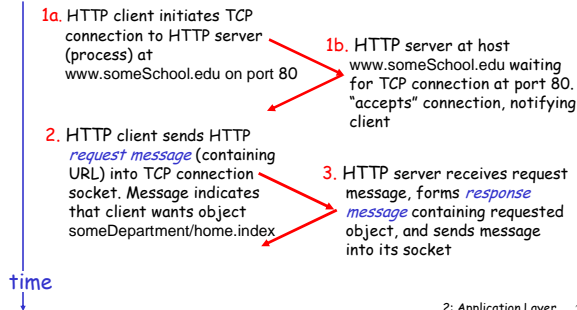 1a. HTTP client initiates TCP
connection to HTTP server
(process) at
www.someSchool.edu on port 80
1b. HTTP server at host
www.someSchool.edu waiting
for TCP connection at port 80.
“accepts” connection, notifying
client
2. HTTP client sends HTTP
request message (containing
URL) into TCP connection
socket. Message indicates
that client wants object
someDepartment/home.index
3. HTTP server receives request
message, forms response
message containing requested
object, and sends message
into its socket
time
2: Application Layer